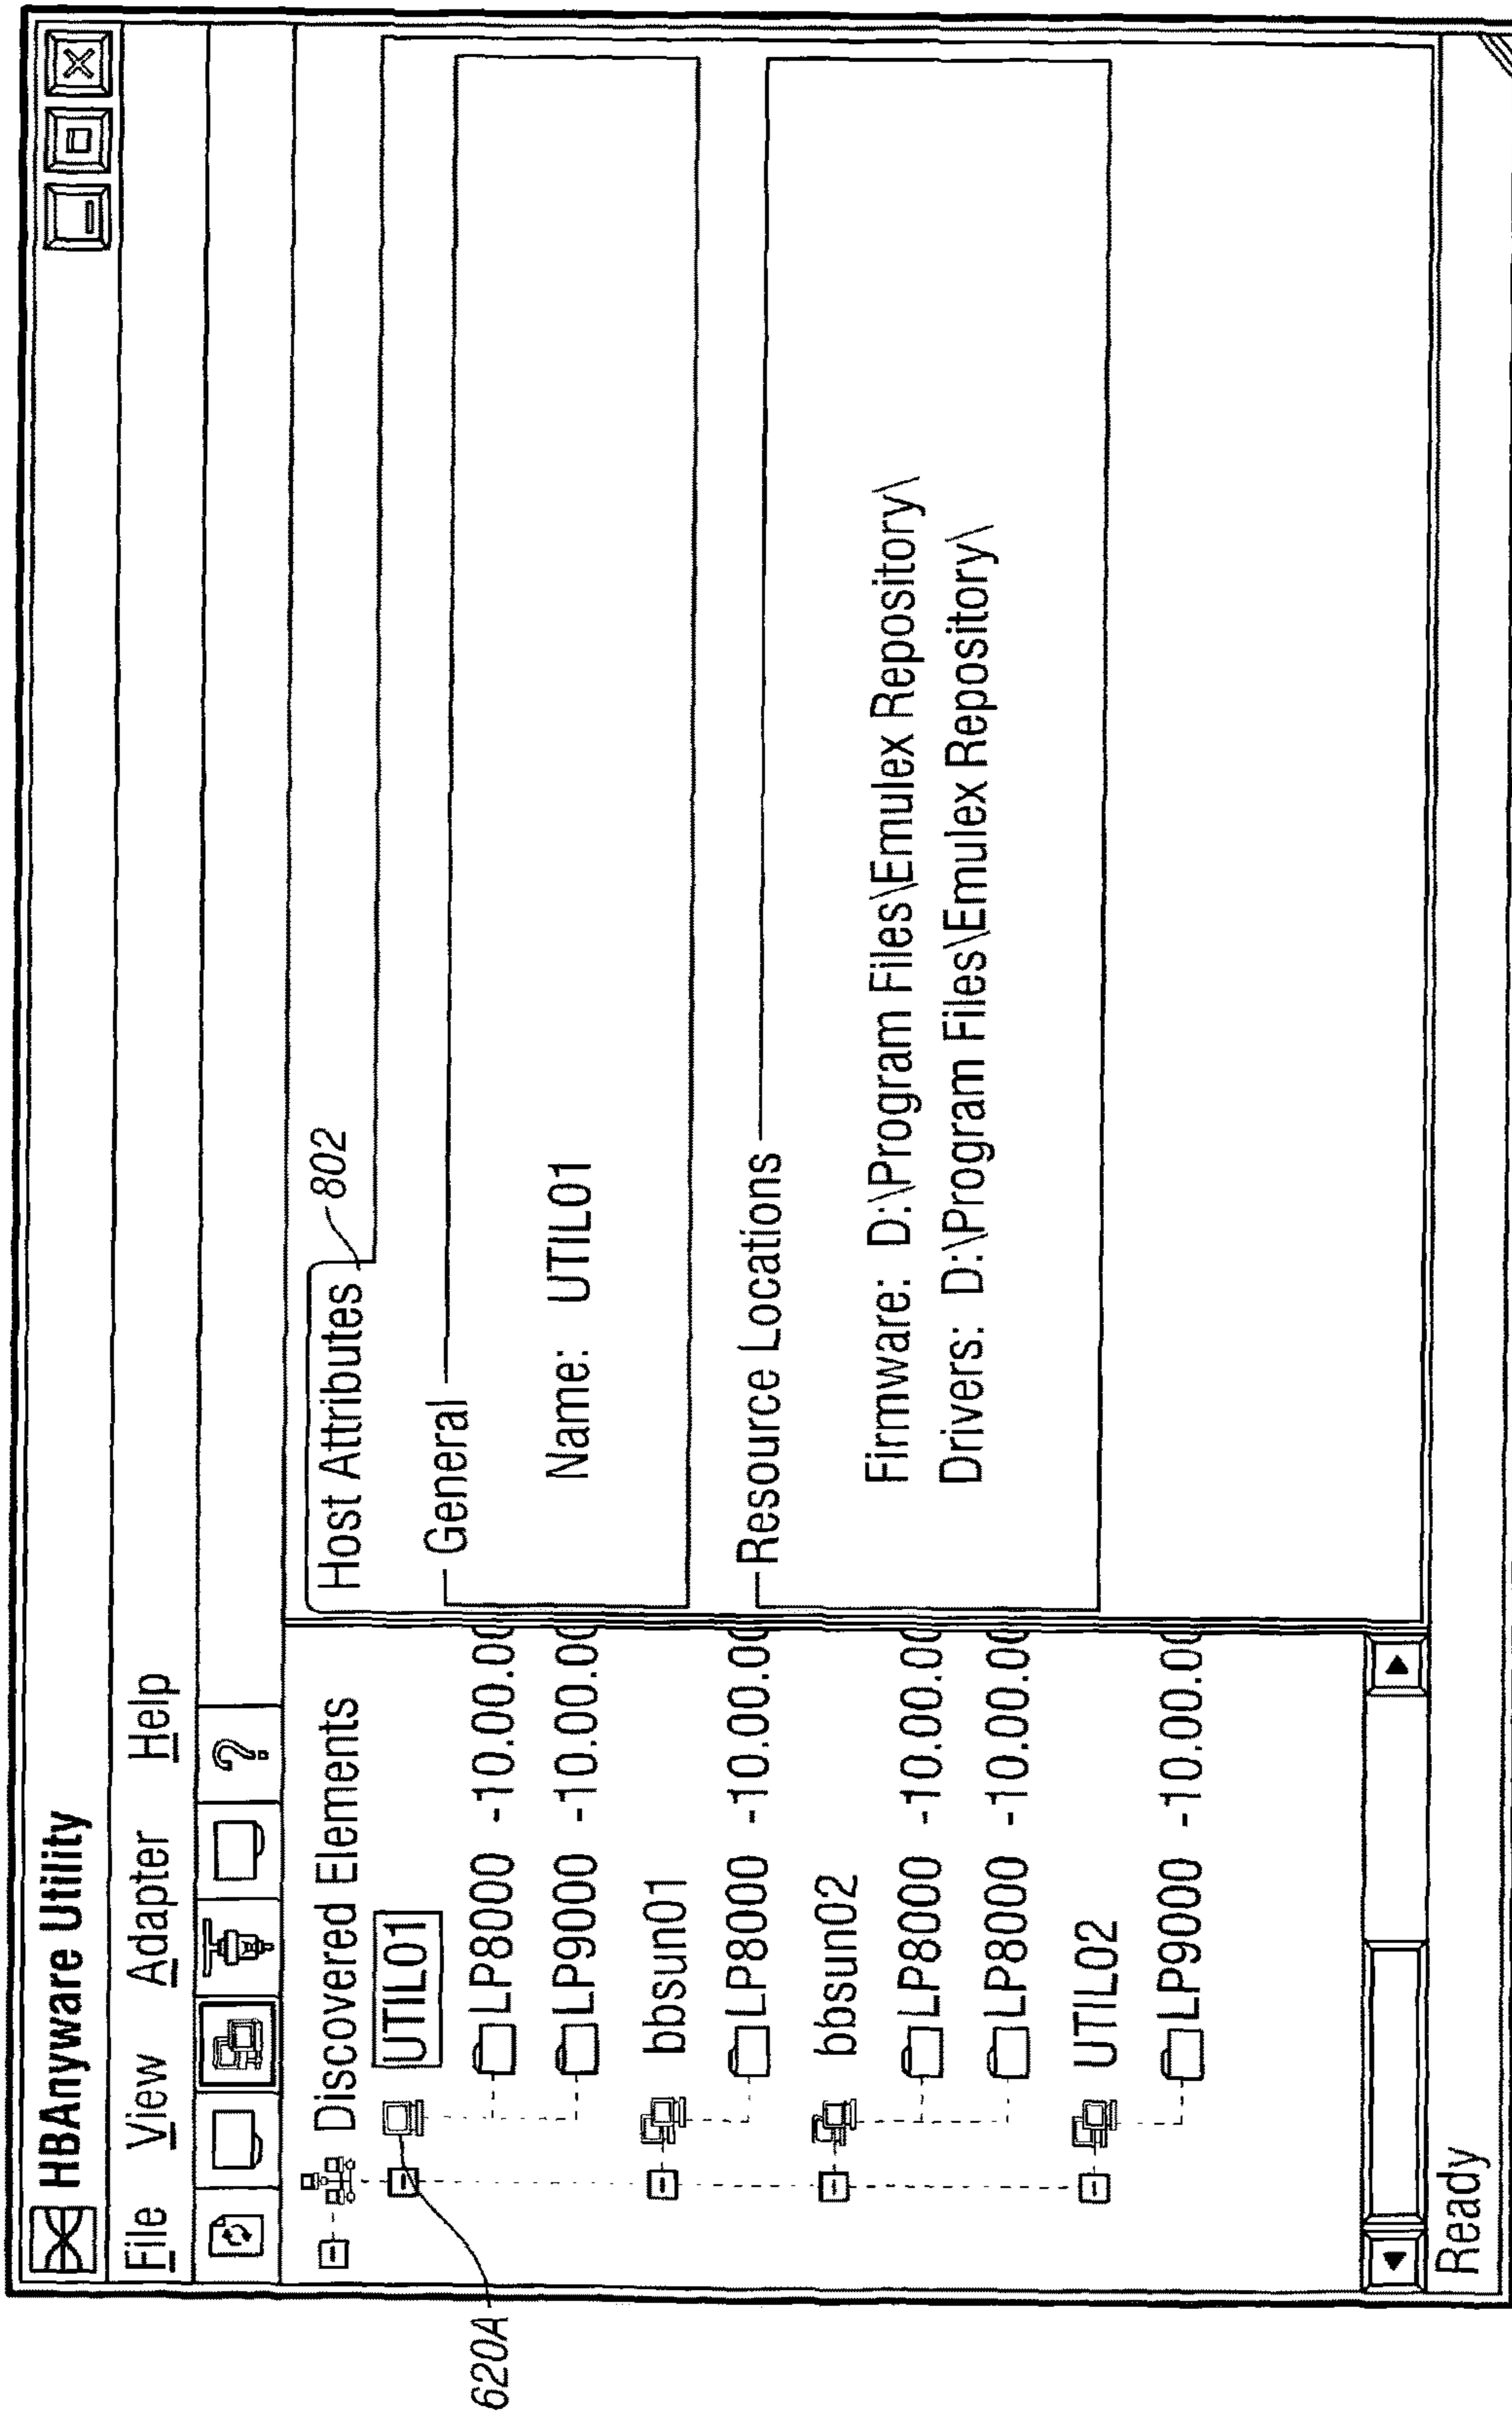 HBAnyware Utility
File View Adapter Help
?
Discovered Elements
UTIL01
LP8000 -10.00.00
LP9000 -10.00.00
bbsun01
LP8000 -10.00.00
bbsun02
LP8000 -10.00.00
LP8000 -10.00.00
UTIL02
LP9000 -10.00.00
620A
Host Attributes
802
General
Name: UTIL01
Resource Locations
Firmware: D:\Program Files\Emulex Repository\
Drivers: D:\Program Files\Emulex Repository\
Ready